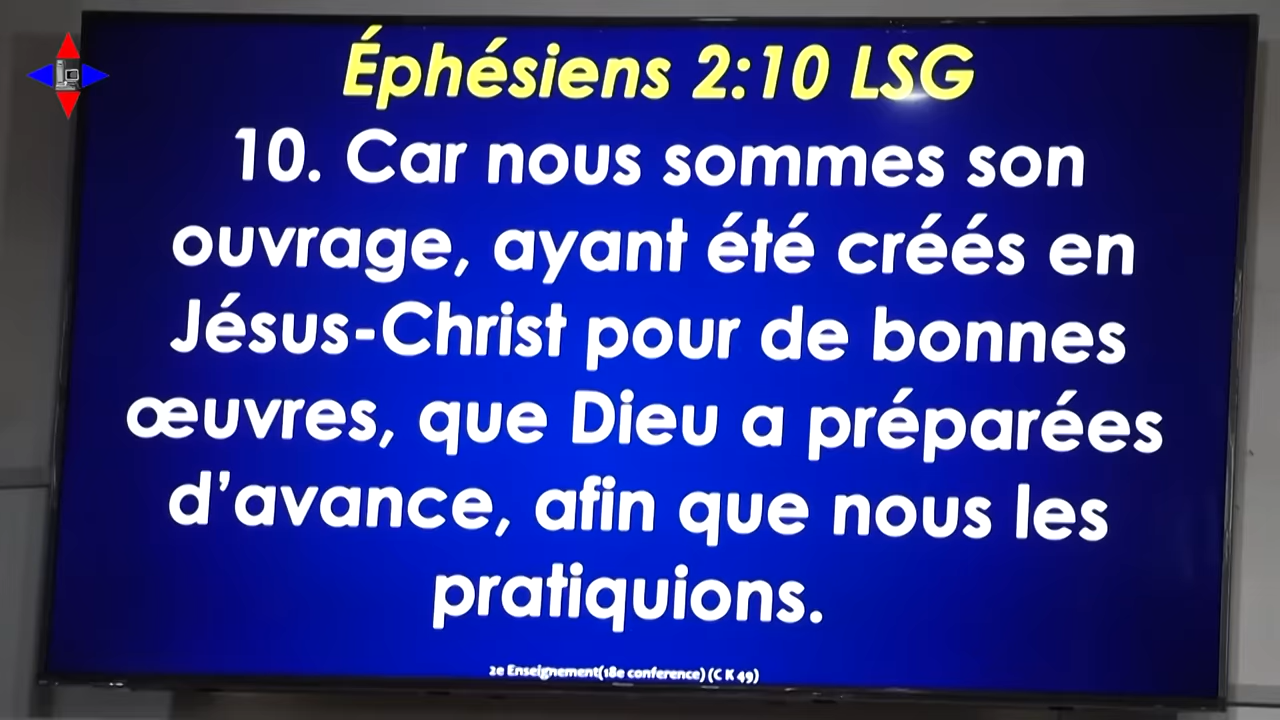 Éphésiens 2:10 LSG
10. Car nous sommes son
ouvrage, ayant été créés en
Jésus-Christ pour de bonnes
œuvres, que Dieu a préparées
d’avance, afin que nous les
pratiquions.
2e Enseignement(18e conference) (C K 49)